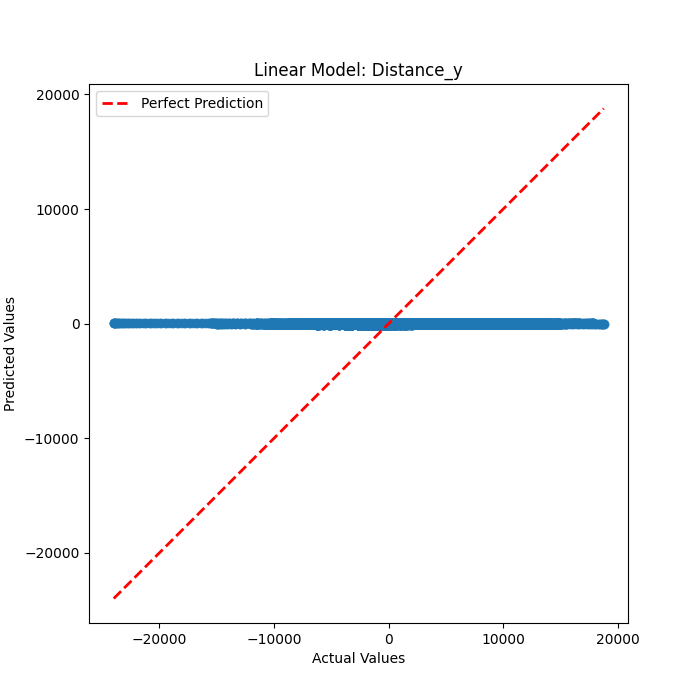 Linear Model: Distance_y
Perfect Prediction
20000
10000
0
−10000
−20000
Predicted Values
−20000
−10000
0
10000
20000
Actual Values